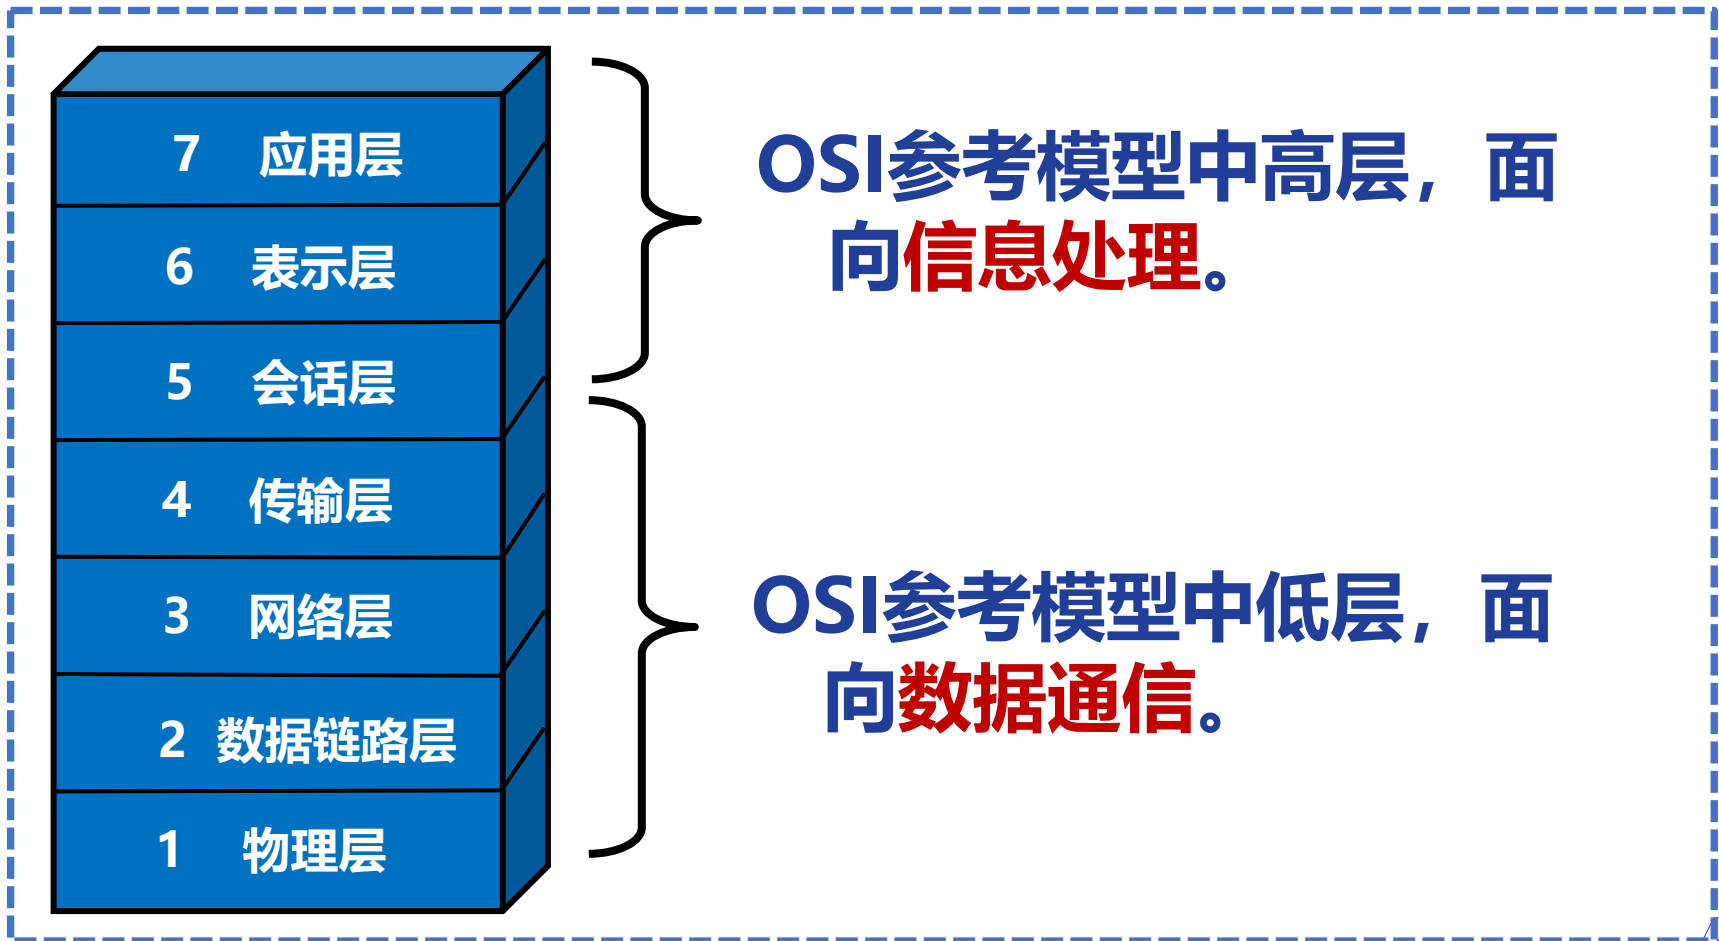 7 应用层
6 表示层
5 会话层
4 传输层
3 网络层
2 数据链路层
1 物理层
OSI参考模型中高层，面
向信息处理。
OSI参考模型中低层，面
向数据通信。